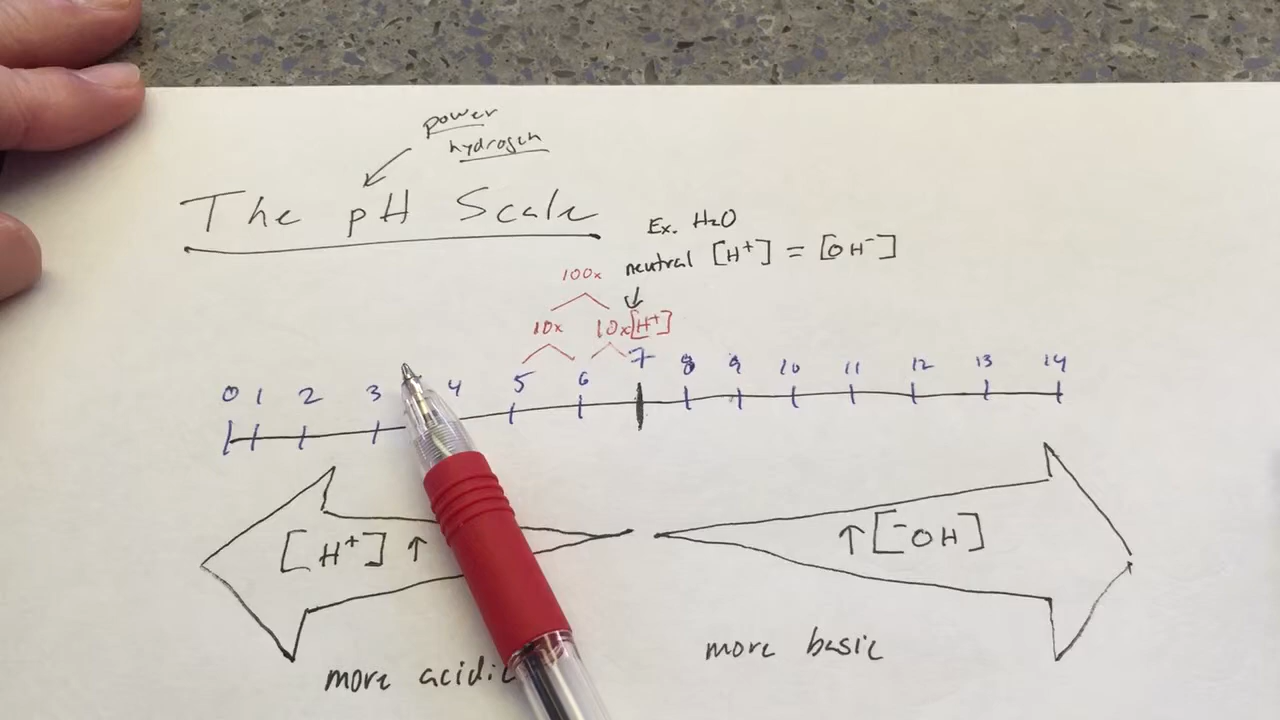 power
hydrogen
The pH Scale
Ex. H₂O
neutral [H⁺] = [OH⁻]
100x
10x 10x [H⁺]
0 1 2 3 4 5 6 7 8 9 10 11 12 13 14
[H⁺] ↑
↑ [⁻OH]
more acidic
more basic